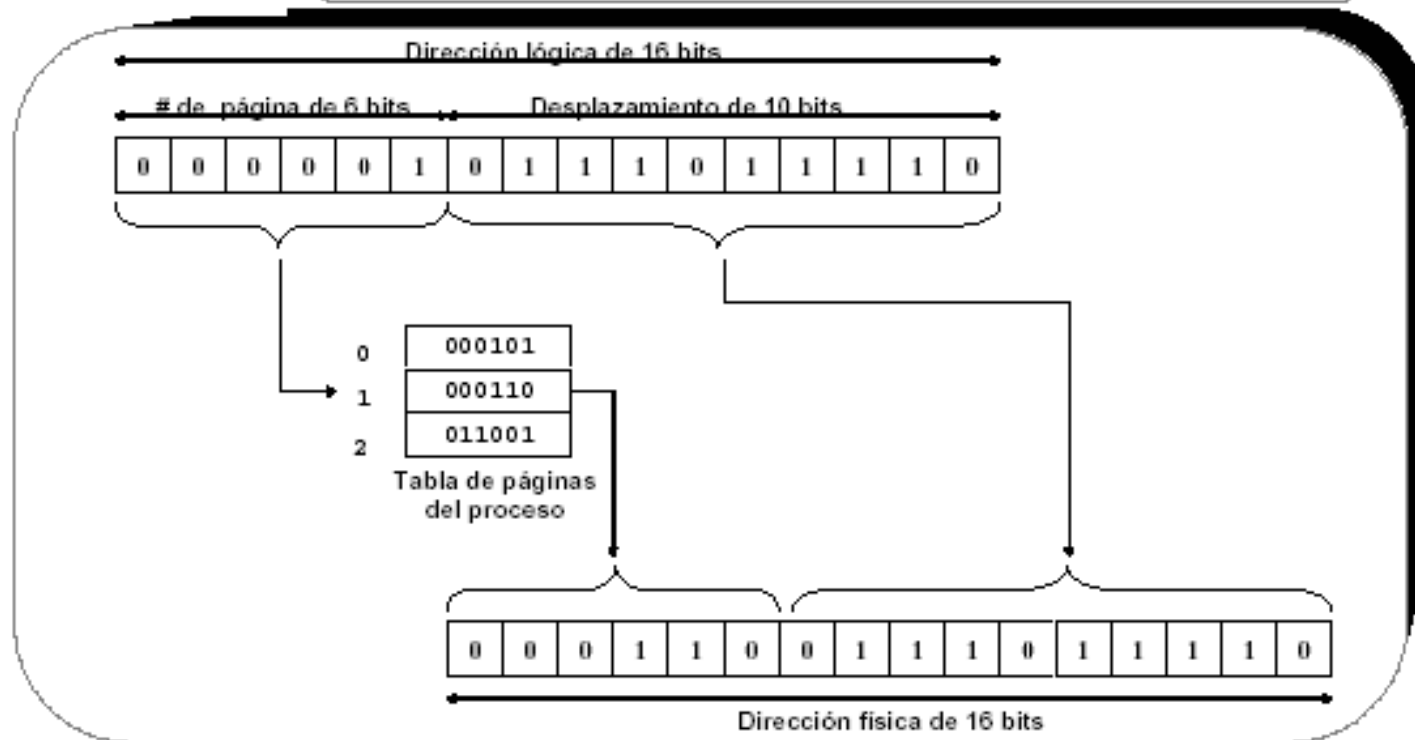 Dirección lógica de 16 bits
# de página de 6 bits Desplazamiento de 10 bits
0 0 0 0 0 1 0 1 1 1 0 1 1 1 1 0
0 000101
1 000110
2 011001
Tabla de páginas
del proceso
0 0 0 1 1 0 0 1 1 1 0 1 1 1 1 0
Dirección física de 16 bits